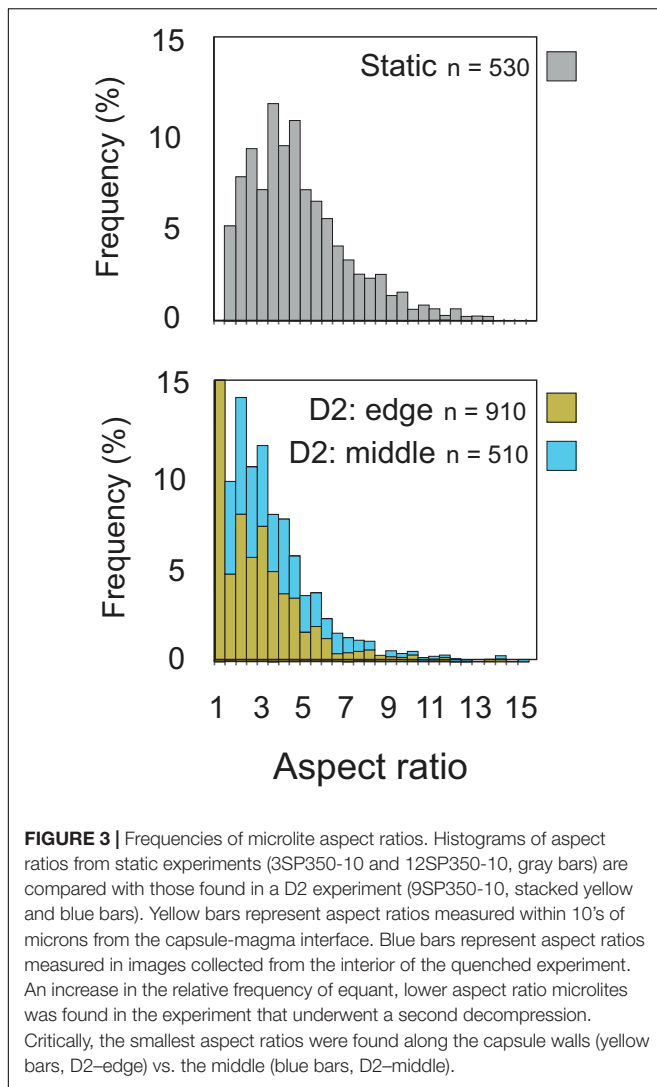 15
Static n = 530
10
5
0
Frequency (%)
15
D2: edge n = 910
D2: middle n = 510
10
5
0
Frequency (%)
1 3 5 7 9 11 13 15
Aspect ratio
FIGURE 3 | Frequencies of microlite aspect ratios. Histograms of aspect
ratios from static experiments (3SP350-10 and 12SP350-10, gray bars) are
compared with those found in a D2 experiment (9SP350-10, stacked yellow
and blue bars). Yellow bars represent aspect ratios measured within 10's of
microns from the capsule-magma interface. Blue bars represent aspect ratios
measured in images collected from the interior of the quenched experiment.
An increase in the relative frequency of equant, lower aspect ratio microlites
was found in the experiment that underwent a second decompression.
Critically, the smallest aspect ratios were found along the capsule walls (yellow
bars, D2–edge) vs. the middle (blue bars, D2–middle).